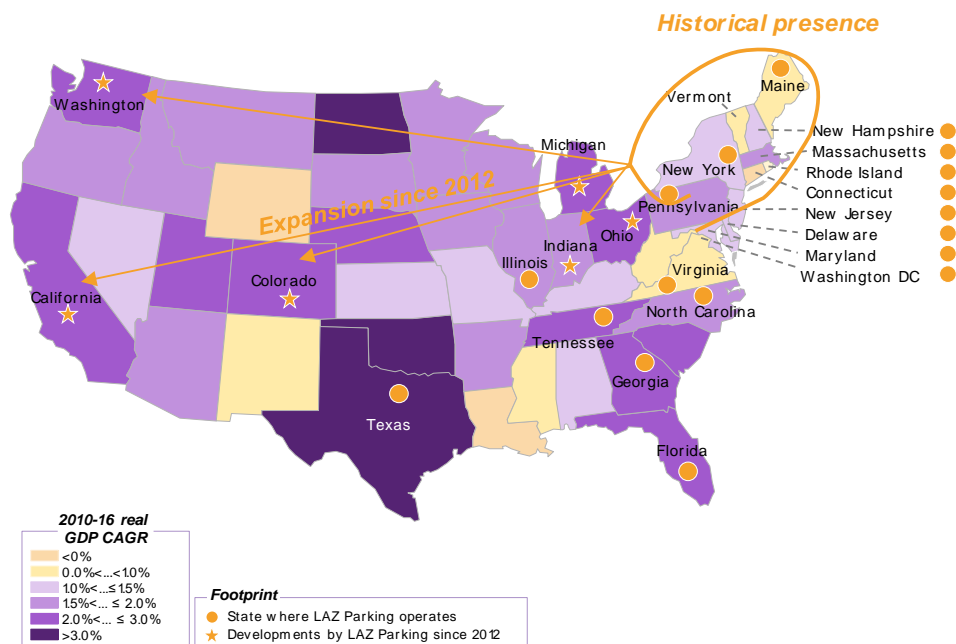 Historical presence
Maine
Vermont
Washington
New Hampshire
Michigan
Massachusetts
New York
Rhode Island
Connecticut
Expansion since 2012
Pennsylvania
New Jersey
Ohio
Delaware
Indiana
Maryland
Illinois
Virginia
Washington DC
Colorado
California
North Carolina
Tennessee
Georgia
Texas
Florida
2010-16 real
GDP CAGR
<0%
0.0%<...<1.0%
1.0%<...≤1.5%
1.5%<... ≤ 2.0%
2.0%<... ≤ 3.0%
>3.0%
Footprint
State where LAZ Parking operates
Developments by LAZ Parking since 2012